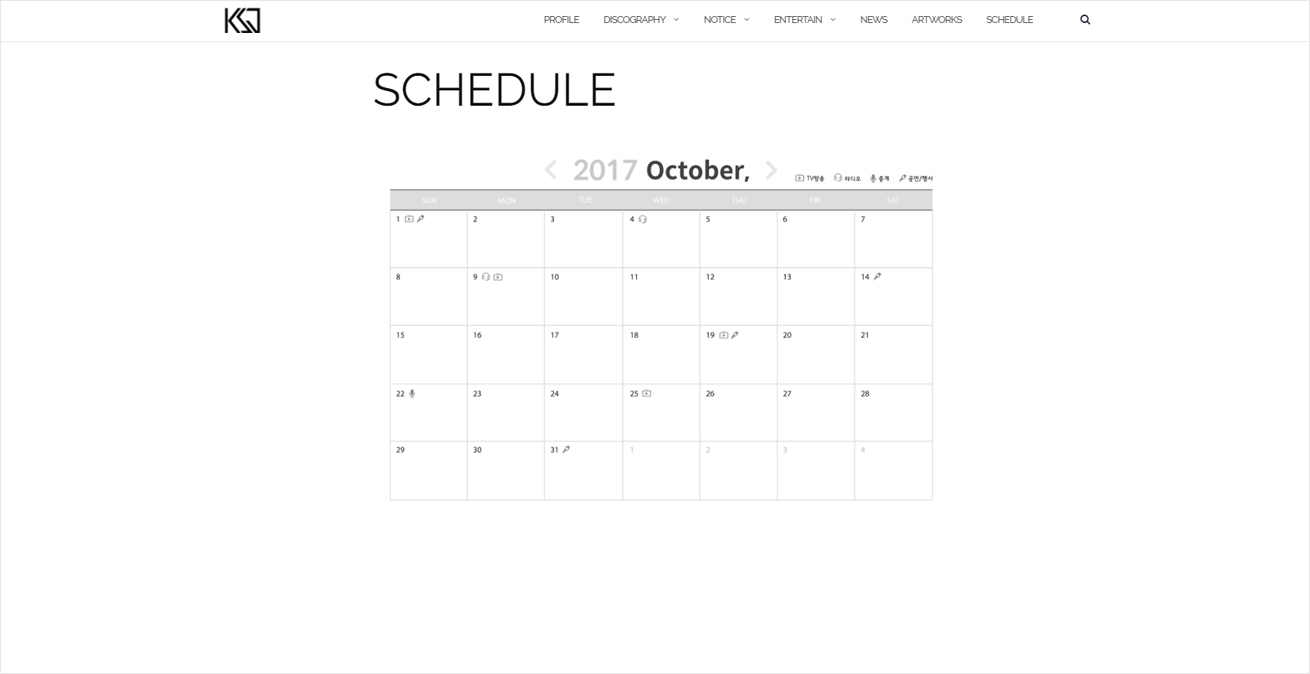 KSJ
PROFILE DISCOGRAPHY NOTICE ENTERTAIN NEWS ARTWORKS SCHEDULE
SCHEDULE
2017 October,
TV방송 라디오 중계 공연/행사
SUN MON TUE WED THU FRI SAT
1 2 3 4 5 6 7
8 9 10 11 12 13 14
15 16 17 18 19 20 21
22 23 24 25 26 27 28
29 30 31 1 2 3 4